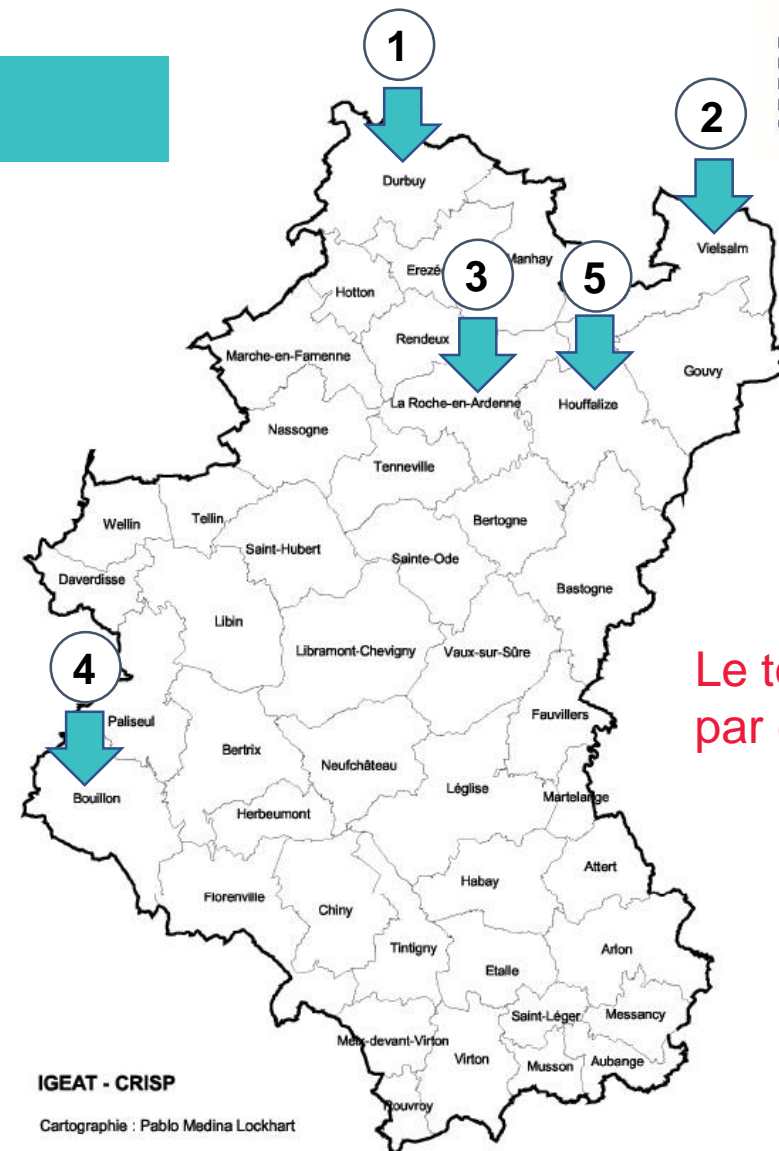 1
2
Durbuy
Vielsalm
Manhay
3
5
Hotton
Rendeux
Marche-en-Famenne
Gouvy
La Roche-en-Ardenne
Houffalize
Nassogne
Tenneville
Wellin
Tellin
Bertogne
Saint-Hubert
Sainte-Ode
Daverdisse
Bastogne
Libin
Libramont-Chevigny
Vaux-sur-Sûre
4
Le
par
Paliseul
Fauvillers
Bertrix
Neufchâteau
Léglise
Bouillon
Martelange
Herbeumont
Habay
Attert
Florenville
Chiny
Tintigny
Arlon
Etalle
Saint-Léger
Messancy
Meix-devant-Virton
Virton
Musson
Aubange
Rouvroy
IGEAT - CRISP
Cartographie : Pablo Medina Lockhart